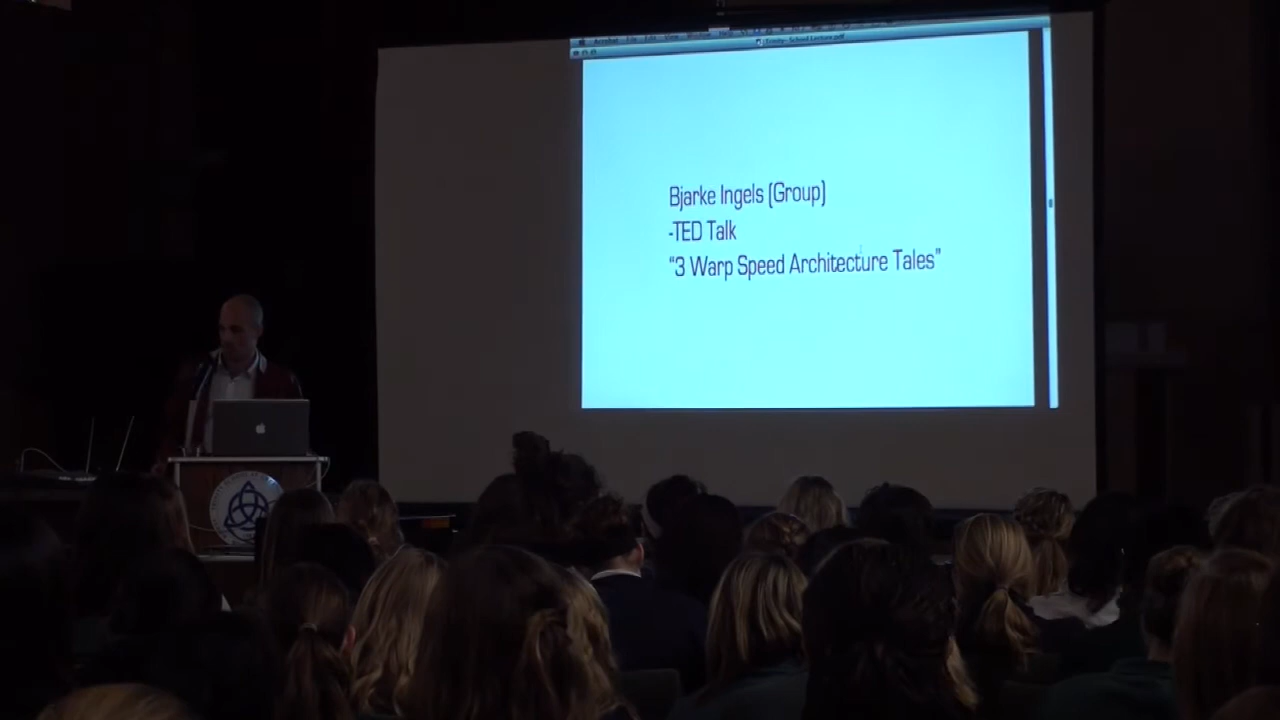 Bjarke Ingels (Group)
-TED Talk
“3 Warp Speed Architecture Tales”